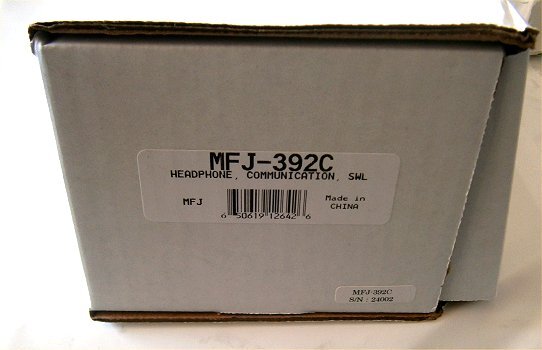 MFJ-392C
HEADPHONE, COMMUNICATION, SWL
MFJ
Made in
CHINA
6 50619 12642 6
MFJ-392C
S/N : 24002